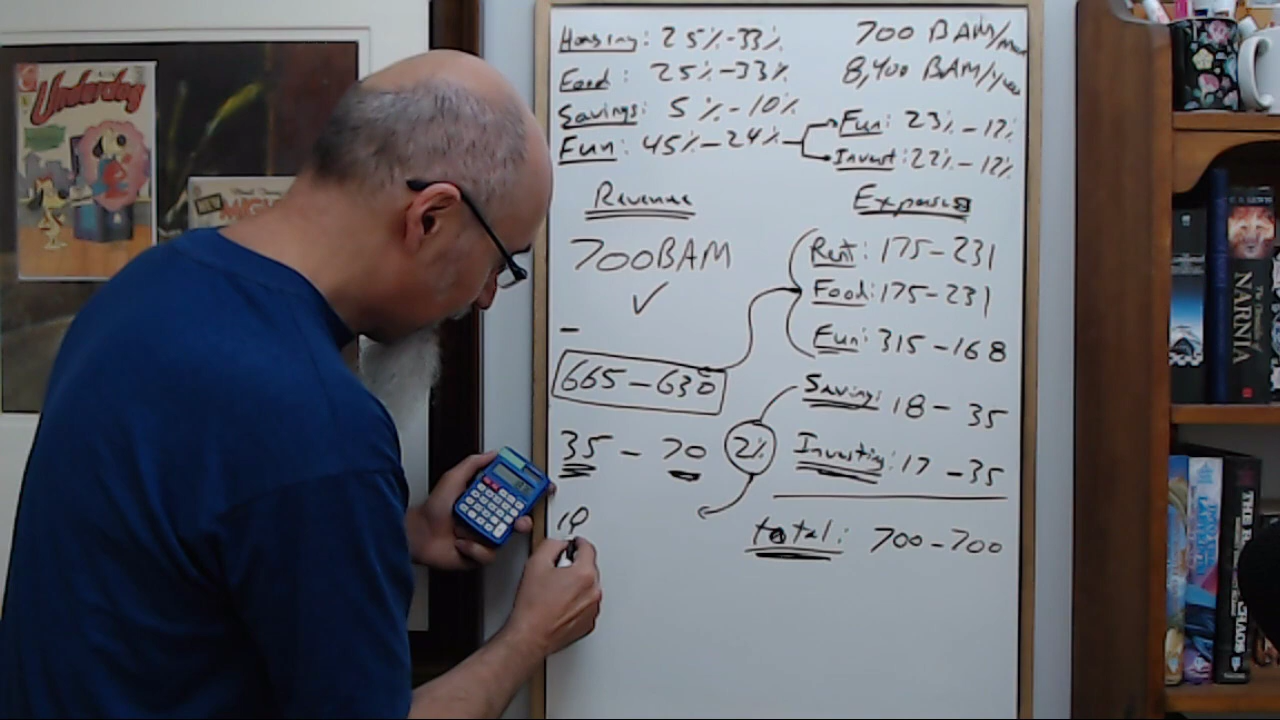 Housing: 25%-33%
Food: 25%-33%
Savings: 5%-10%
Fun: 45%-24%
700 BAM/
8,400 BAM/
Fun: 23%-12%
Invest: 22%-12%
Revenue
700BAM
✓
-
665-630
35 - 70
2%
Expenses
Rent: 175-231
Food: 175-231
Fun: 315-168
Savings 18-35
Investing: 17-35
total: 700-700
Underdog
NEW
NARNIA